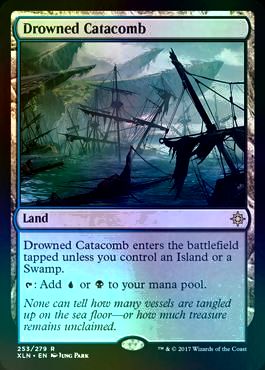 Drowned Catacomb
Land
Drowned Catacomb enters the battlefield
tapped unless you control an Island or a
Swamp.
: Add or to your mana pool.
None can tell how many vessels are tangled
up on the sea floor—or how much treasure
remains unclaimed.
253/279 R
XLN • EN Jung Park
™ & © 2017 Wizards of the Coast